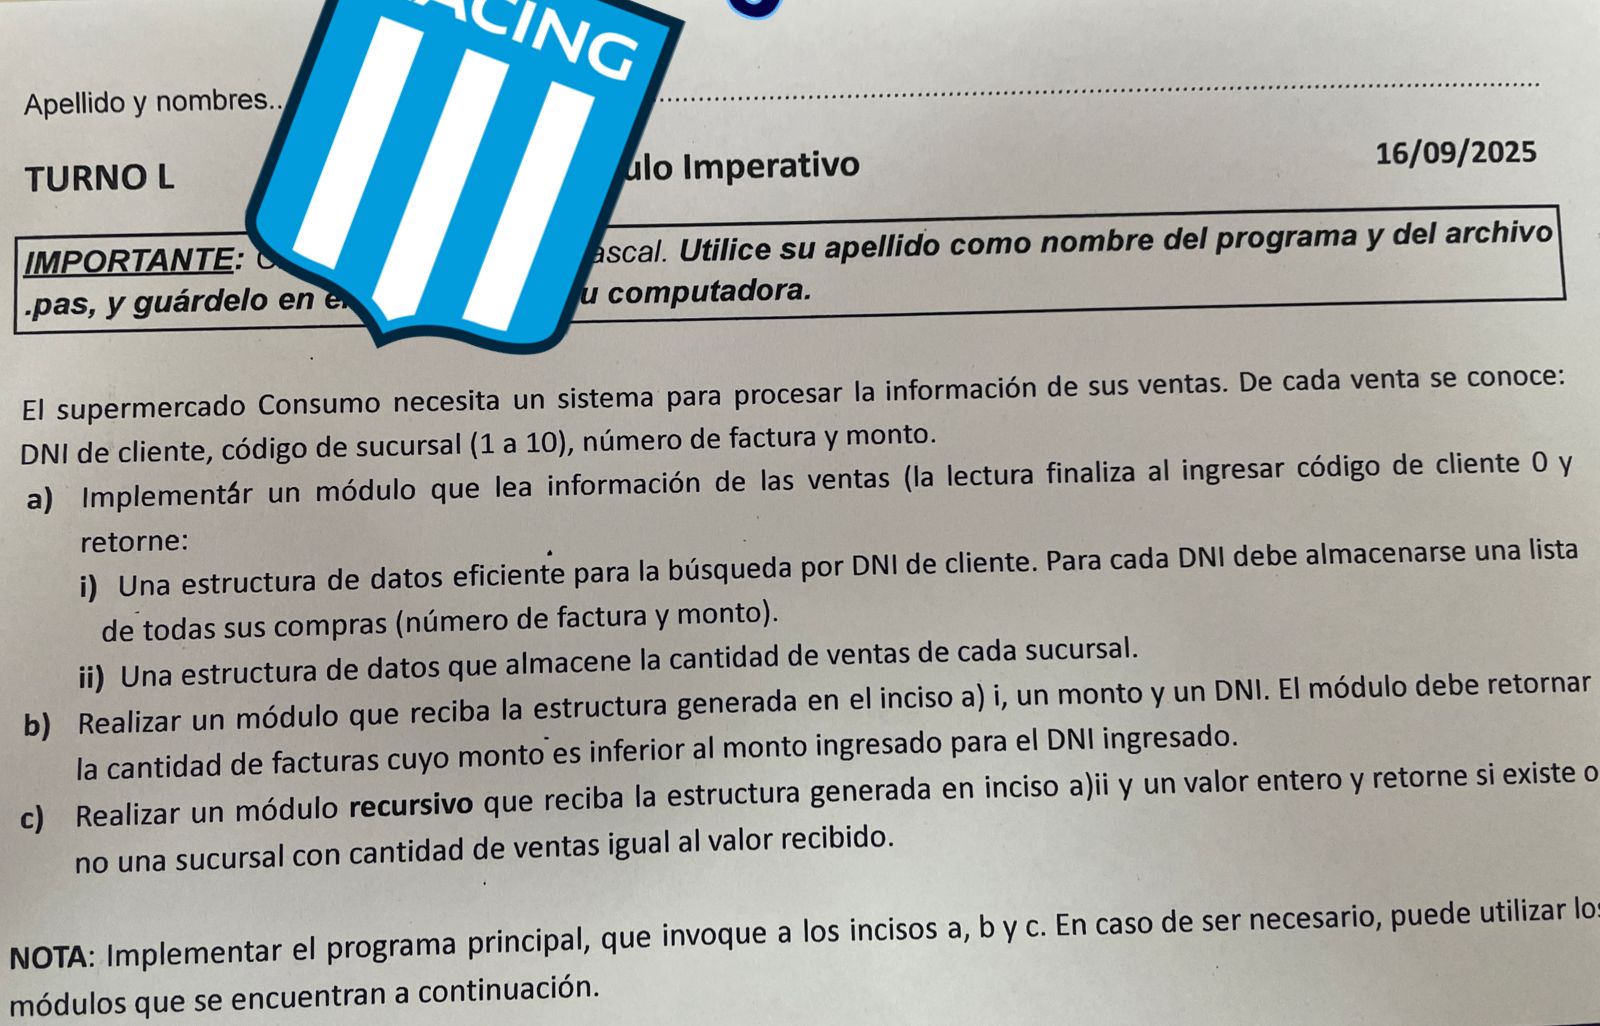 RACING
Apellido y nombres..
TURNO L ulo Imperativo 16/09/2025
IMPORTANTE: ascal. Utilice su apellido como nombre del programa y del archivo
.pas, y guárdelo en u computadora.
El supermercado Consumo necesita un sistema para procesar la información de sus ventas. De cada venta se conoce:
DNI de cliente, código de sucursal (1 a 10), número de factura y monto.
a) Implementár un módulo que lea información de las ventas (la lectura finaliza al ingresar código de cliente 0 y
retorne:
i) Una estructura de datos eficiente para la búsqueda por DNI de cliente. Para cada DNI debe almacenarse una lista
de todas sus compras (número de factura y monto).
ii) Una estructura de datos que almacene la cantidad de ventas de cada sucursal.
b) Realizar un módulo que reciba la estructura generada en el inciso a) i, un monto y un DNI. El módulo debe retornar
la cantidad de facturas cuyo monto es inferior al monto ingresado para el DNI ingresado.
c) Realizar un módulo recursivo que reciba la estructura generada en inciso a)ii y un valor entero y retorne si existe o
no una sucursal con cantidad de ventas igual al valor recibido.
NOTA: Implementar el programa principal, que invoque a los incisos a, b y c. En caso de ser necesario, puede utilizar los
módulos que se encuentran a continuación.